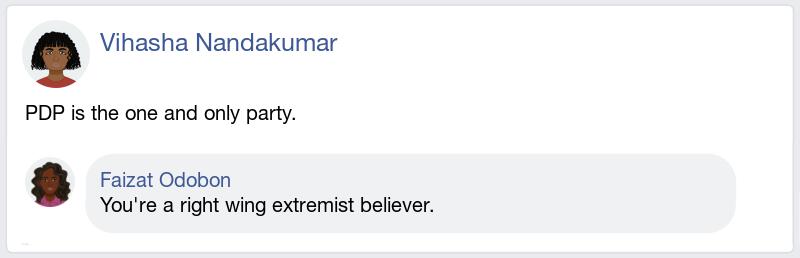 Vihasha Nandakumar
PDP is the one and only party.
Faizat Odobon
You're a right wing extremist believer.